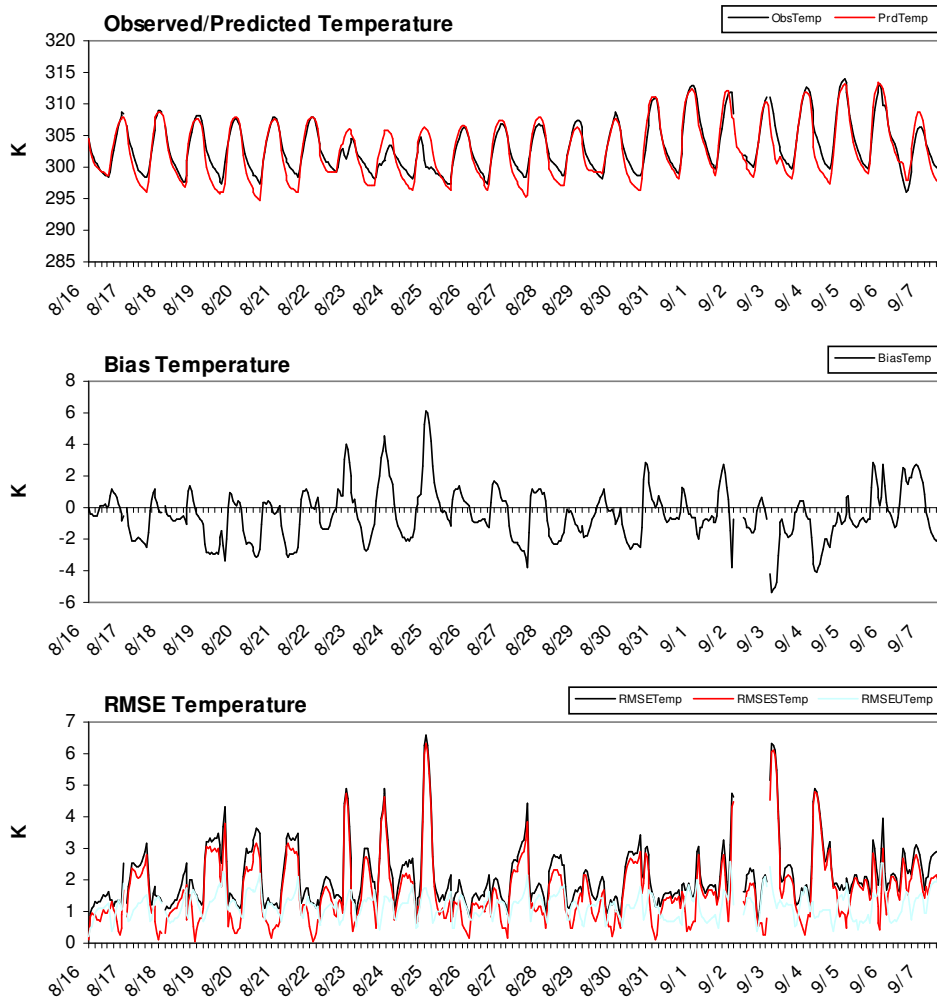 Observed/Predicted Temperature
ObsTemp PrdTemp
K
320
315
310
305
300
295
290
285
8/16 8/17 8/18 8/19 8/20 8/21 8/22 8/23 8/24 8/25 8/26 8/27 8/28 8/29 8/30 8/31 9/ 1 9/ 2 9/ 3 9/ 4 9/ 5 9/ 6 9/ 7
Bias Temperature
BiasTemp
K
8
6
4
2
0
-2
-4
-6
8/16 8/17 8/18 8/19 8/20 8/21 8/22 8/23 8/24 8/25 8/26 8/27 8/28 8/29 8/30 8/31 9/ 1 9/ 2 9/ 3 9/ 4 9/ 5 9/ 6 9/ 7
RMSE Temperature
RMSETemp RMSESTemp RMSEUTemp
K
7
6
5
4
3
2
1
0
8/16 8/17 8/18 8/19 8/20 8/21 8/22 8/23 8/24 8/25 8/26 8/27 8/28 8/29 8/30 8/31 9/ 1 9/ 2 9/ 3 9/ 4 9/ 5 9/ 6 9/ 7